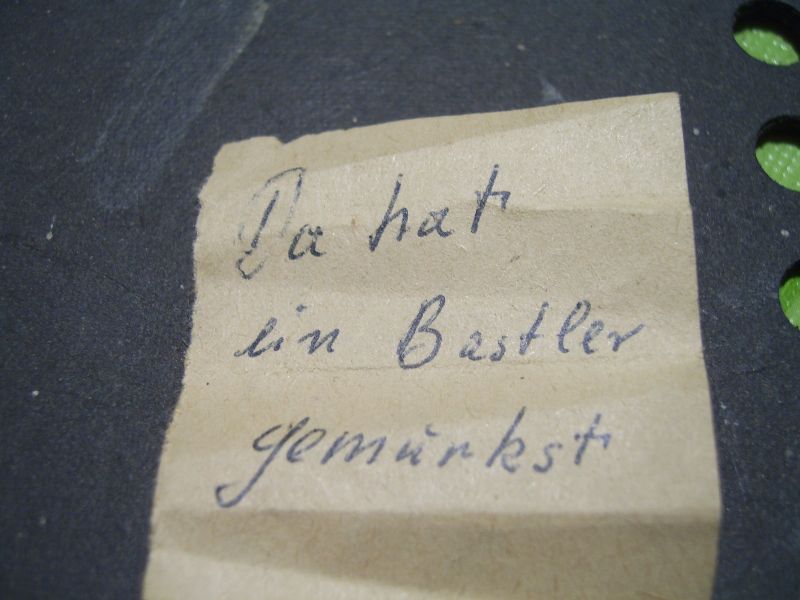 Da hat
ein Bastler
gemurkst